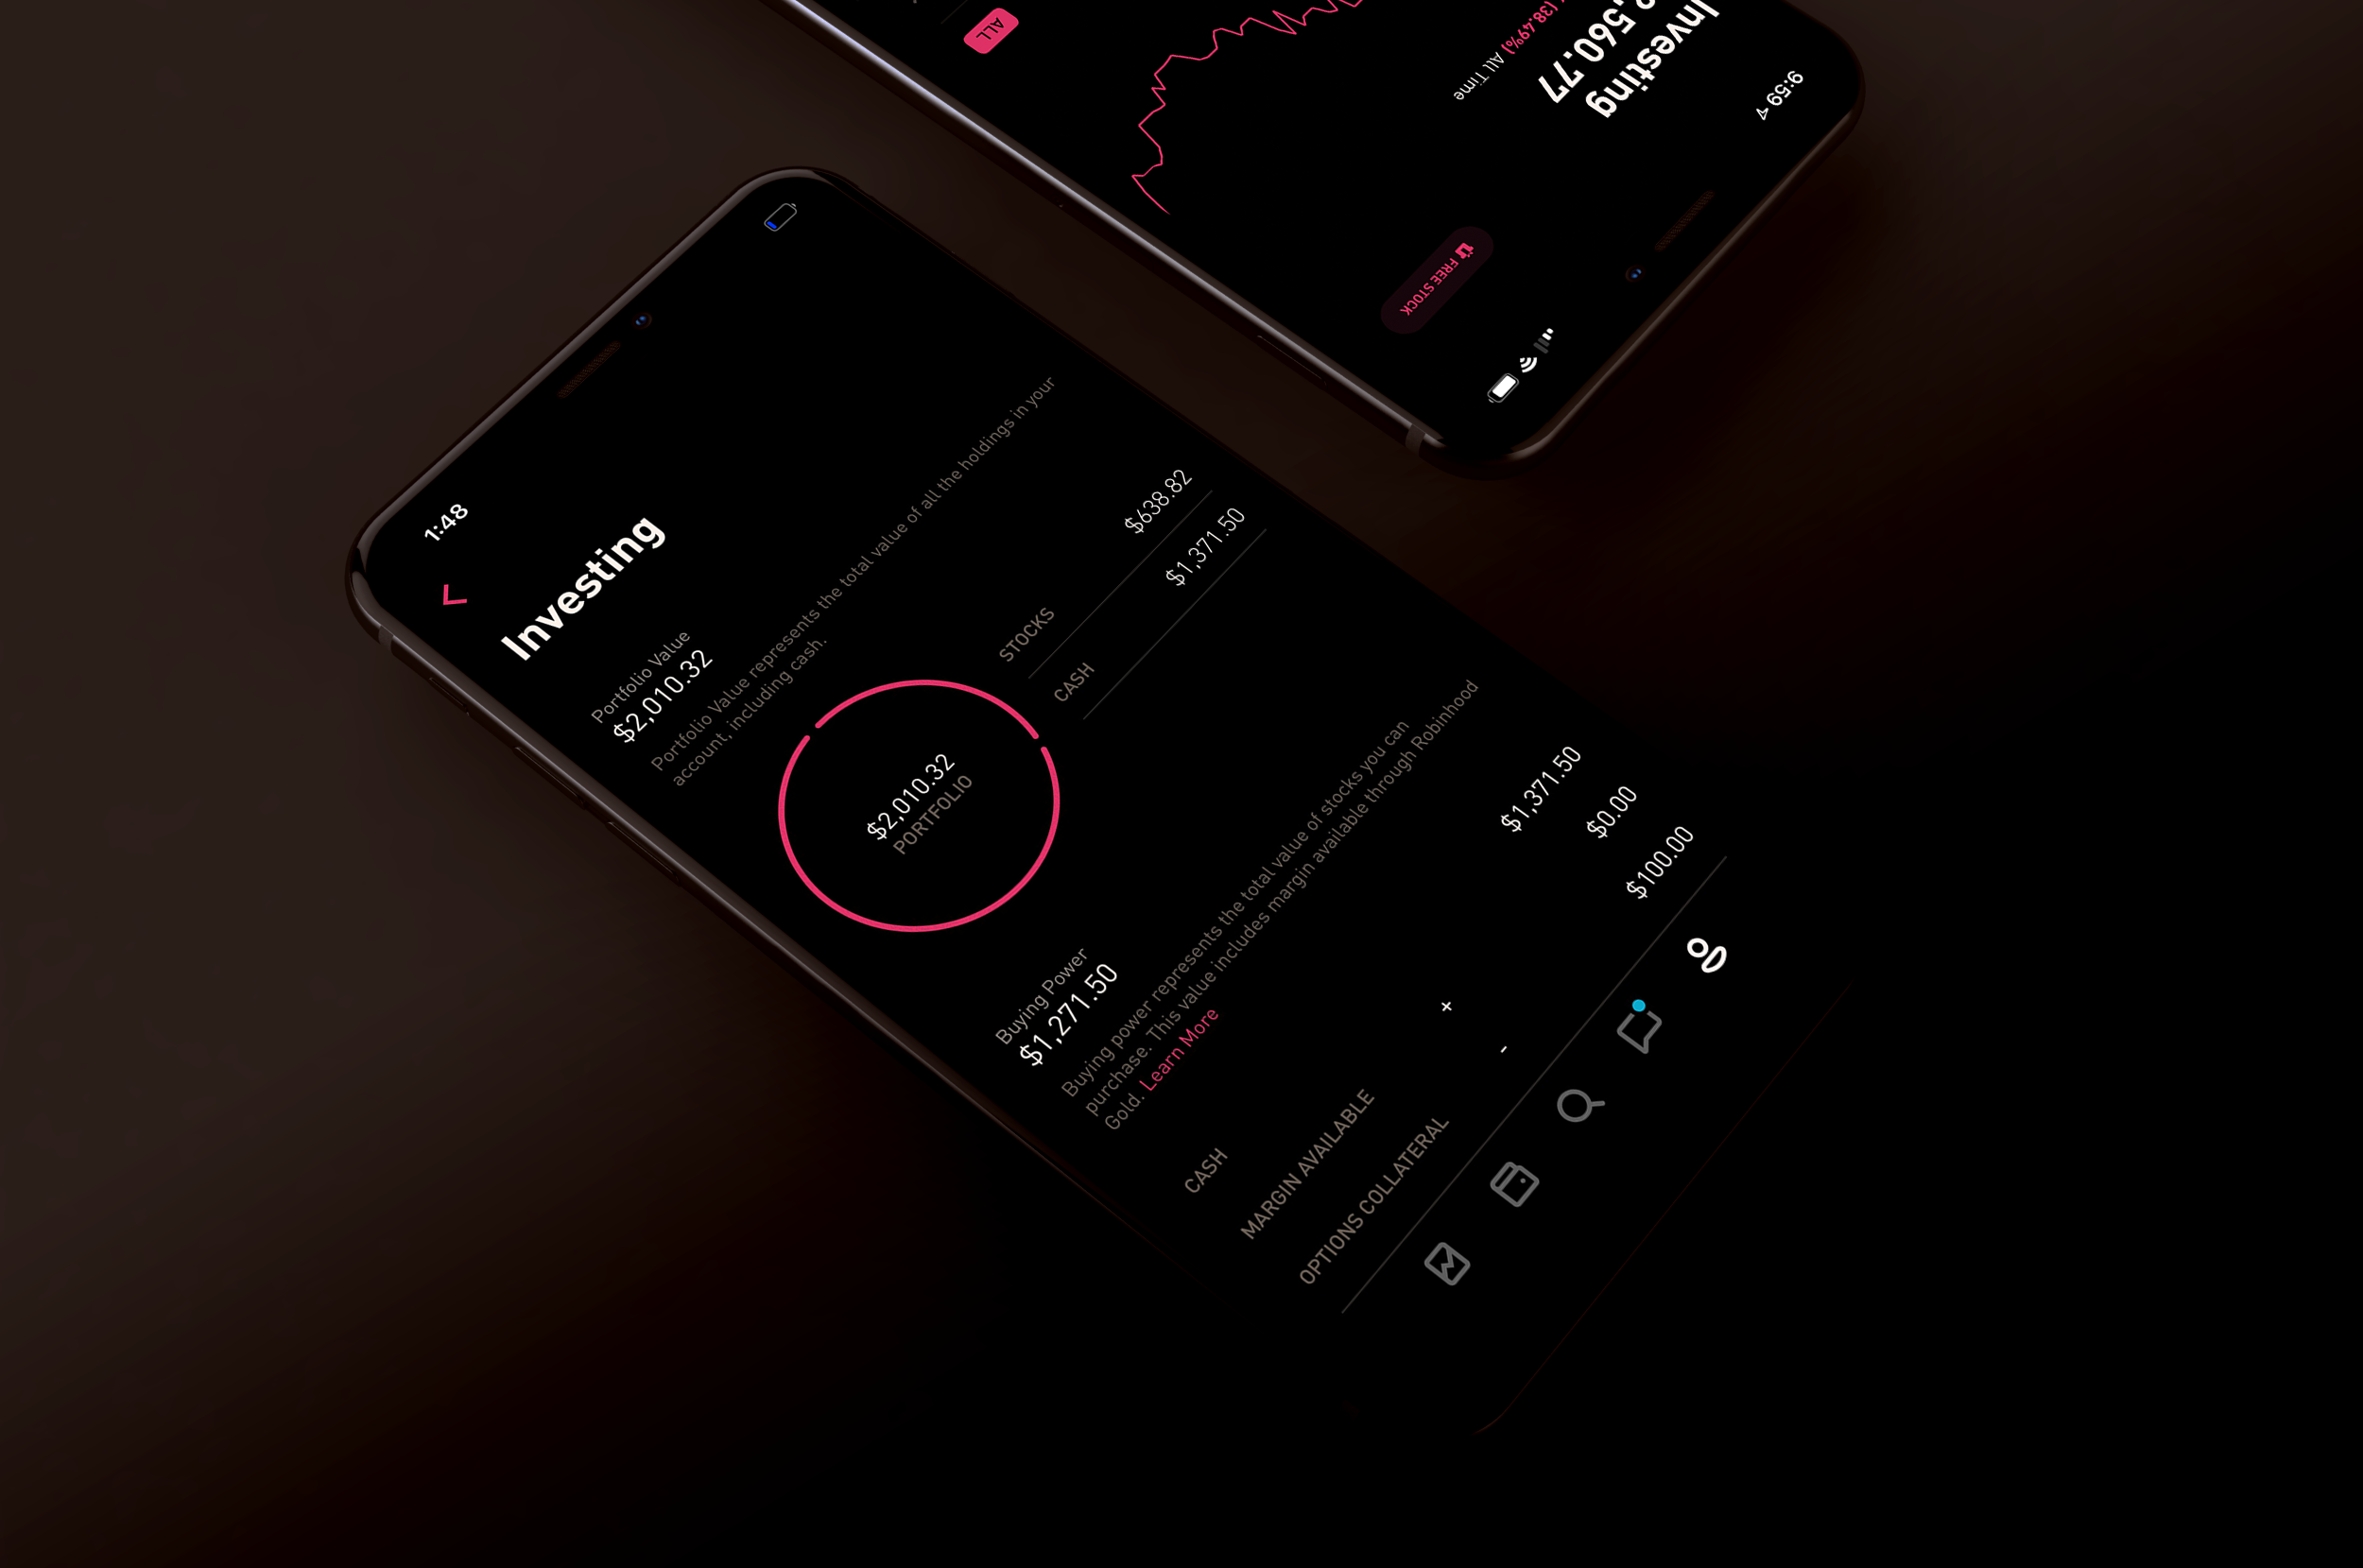 1:48
Investing
Portfolio Value
$2,010.32
Portfolio Value represents the total value of all the holdings in your
account, including cash.
$2,010.32
PORTFOLIO
STOCKS $638.82
CASH $1,371.50
Buying Power
$1,271.50
Buying power represents the total value of stocks you can
purchase. This value includes margin available through Robinhood
Gold. Learn More
CASH $1,371.50
MARGIN AVAILABLE + $0.00
OPTIONS COLLATERAL - $100.00
9:59
FREE STOCK
Investing
,560.77
(38.49%) All Time
ALL